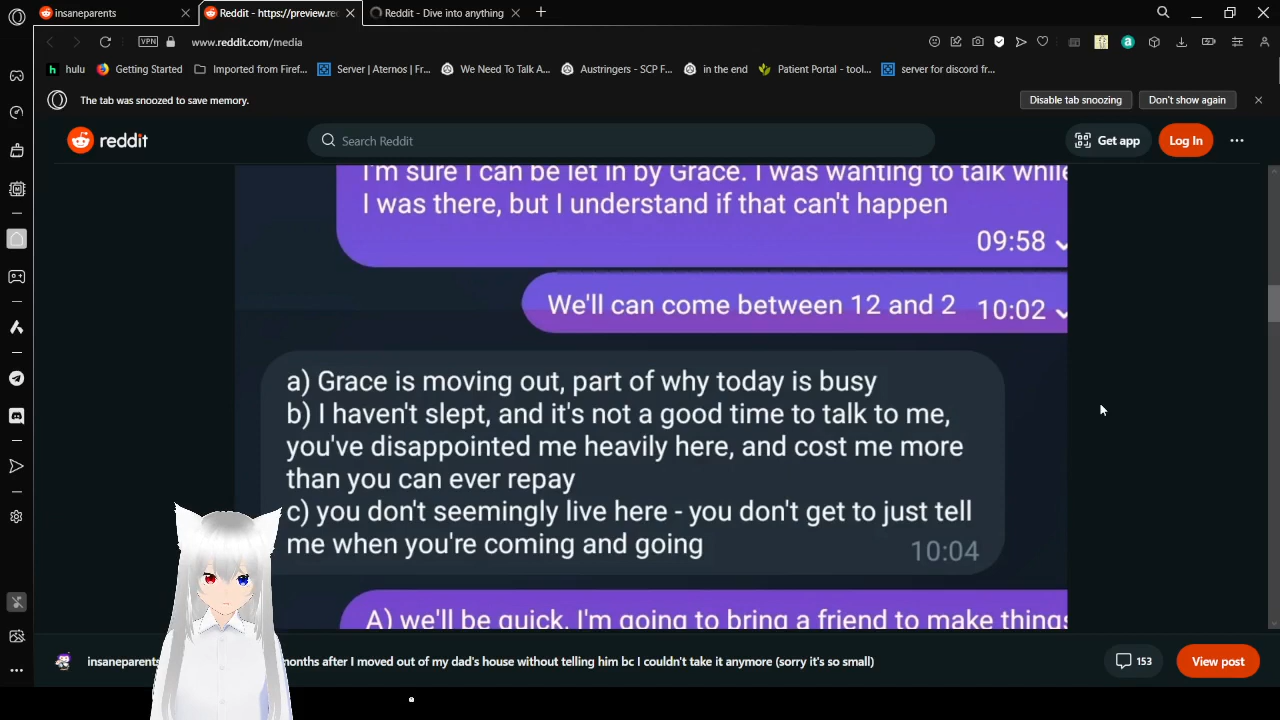 insaneparents
Reddit - https://preview.re
Reddit - Dive into anything
VPN
www.reddit.com/media
hulu
Getting Started
Imported from Firef...
Server | Aternos | Fr...
We Need To Talk A...
Austringers - SCP F...
in the end
Patient Portal - tool...
server for discord fr...
The tab was snoozed to save memory.
Disable tab snoozing
Don't show again
reddit
Search Reddit
Get app
Log In
I'm sure I can be let in by Grace. I was wanting to talk while
I was there, but I understand if that can't happen
09:58
We'll can come between 12 and 2
10:02
a) Grace is moving out, part of why today is busy
b) I haven't slept, and it's not a good time to talk to me,
you've disappointed me heavily here, and cost me more
than you can ever repay
c) you don't seemingly live here - you don't get to just tell
me when you're coming and going
10:04
A) we'll be quick. I'm going to bring a friend to make things
insaneparents
months after I moved out of my dad's house without telling him bc I couldn't take it anymore (sorry it's so small)
153
View post